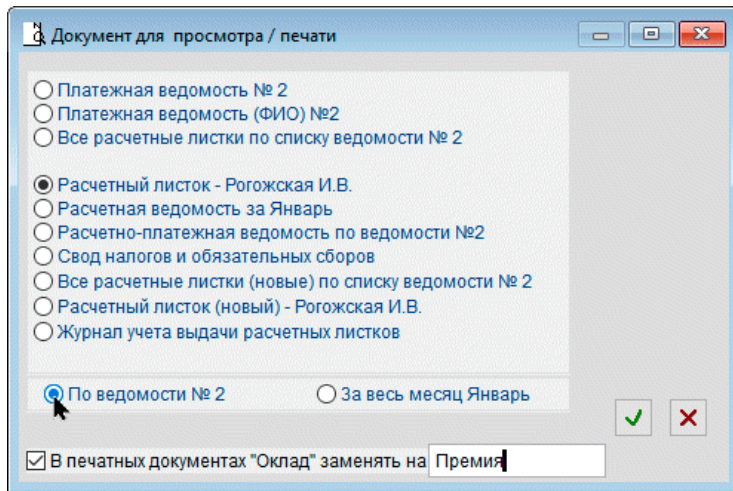 Документ для просмотра / печати
Платежная ведомость № 2
Платежная ведомость (ФИО) №2
Все расчетные листки по списку ведомости № 2
Расчетный листок - Рогожская И.В.
Расчетная ведомость за Январь
Расчетно-платежная ведомость по ведомости №2
Свод налогов и обязательных сборов
Все расчетные листки (новые) по списку ведомости № 2
Расчетный листок (новый) - Рогожская И.В.
Журнал учета выдачи расчетных листков
По ведомости № 2 За весь месяц Январь
В печатных документах "Оклад" заменять на Премия